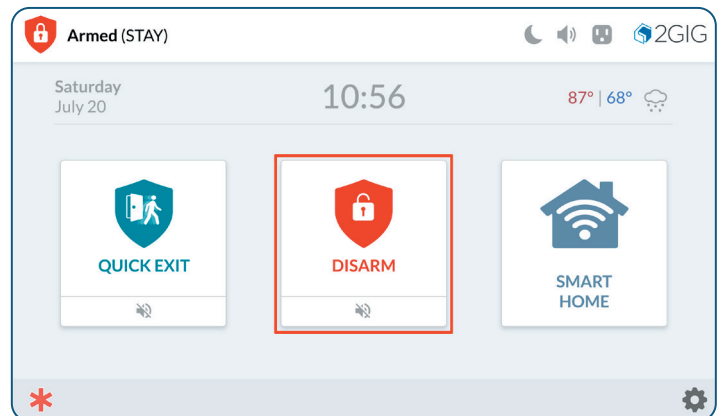 Armed (STAY)
2GIG
Saturday
July 20
10:56
87° | 68°
QUICK EXIT
DISARM
SMART
HOME